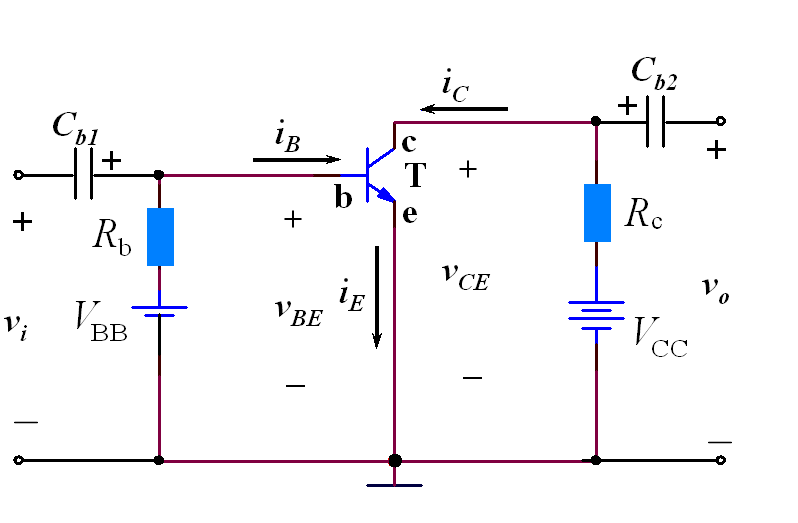 C_b2
i_C
+
C_b1
+
i_B
c
+
T
+
b
e
+
+
R_b
R_c
v_CE
i_E
v_BE
v_o
V_BB
v_i
V_CC
−
−
−
−